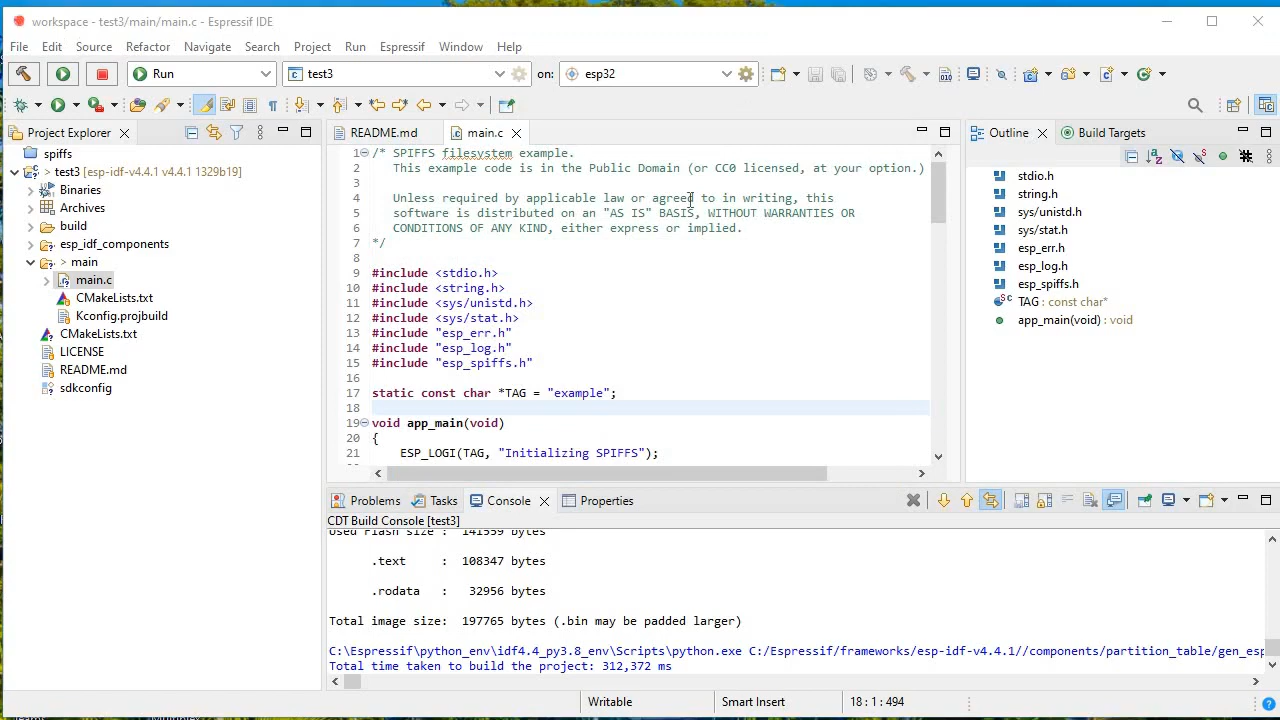 workspace - test3/main/main.c - Espressif IDE
File Edit Source Refactor Navigate Search Project Run Espressif Window Help
Run test3 on: esp32
Project Explorer
spiffs
test3 [esp-idf-v4.4.1 v4.4.1 1329b19]
Binaries
Archives
build
esp_idf_components
main
main.c
CMakeLists.txt
Kconfig.projbuild
CMakeLists.txt
LICENSE
README.md
sdkconfig
README.md main.c
1 /* SPIFFS filesystem example.
2 This example code is in the Public Domain (or CC0 licensed, at your option.)
3
4 Unless required by applicable law or agreed to in writing, this
5 software is distributed on an "AS IS" BASIS, WITHOUT WARRANTIES OR
6 CONDITIONS OF ANY KIND, either express or implied.
7 */
8
9 #include <stdio.h>
10 #include <string.h>
11 #include <sys/unistd.h>
12 #include <sys/stat.h>
13 #include "esp_err.h"
14 #include "esp_log.h"
15 #include "esp_spiffs.h"
16
17 static const char *TAG = "example";
18
19 void app_main(void)
20 {
21 ESP_LOGI(TAG, "Initializing SPIFFS");
Outline Build Targets
stdio.h
string.h
sys/unistd.h
sys/stat.h
esp_err.h
esp_log.h
esp_spiffs.h
TAG : const char*
app_main(void) : void
Problems Tasks Console Properties
CDT Build Console [test3]
Used Flash size : 141559 bytes
.text : 108347 bytes
.rodata : 32956 bytes
Total image size: 197765 bytes (.bin may be padded larger)
C:\Espressif\python_env\idf4.4_py3.8_env\Scripts\python.exe C:/Espressif/frameworks/esp-idf-v4.4.1//components/partition_table/gen_esp
Total time taken to build the project: 312,372 ms
Writable Smart Insert 18 : 1 : 494